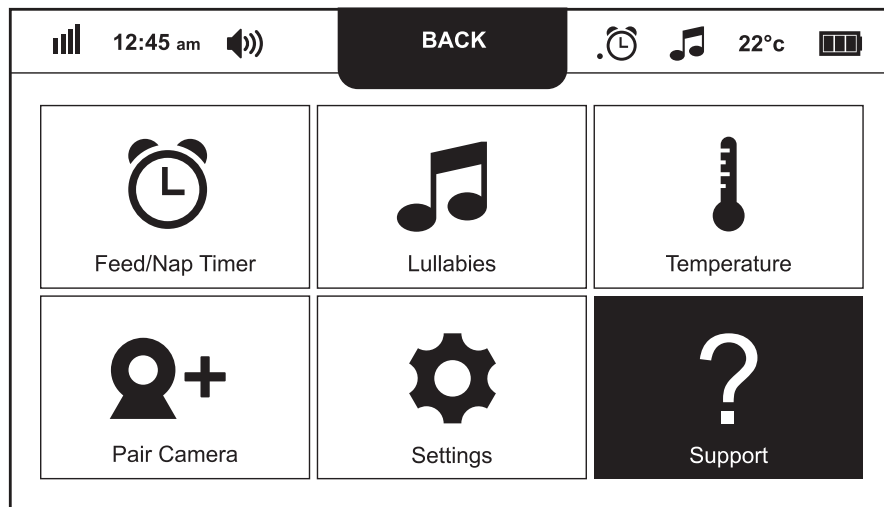 12:45 am BACK 22°c
Feed/Nap Timer Lullabies Temperature
Pair Camera Settings Support